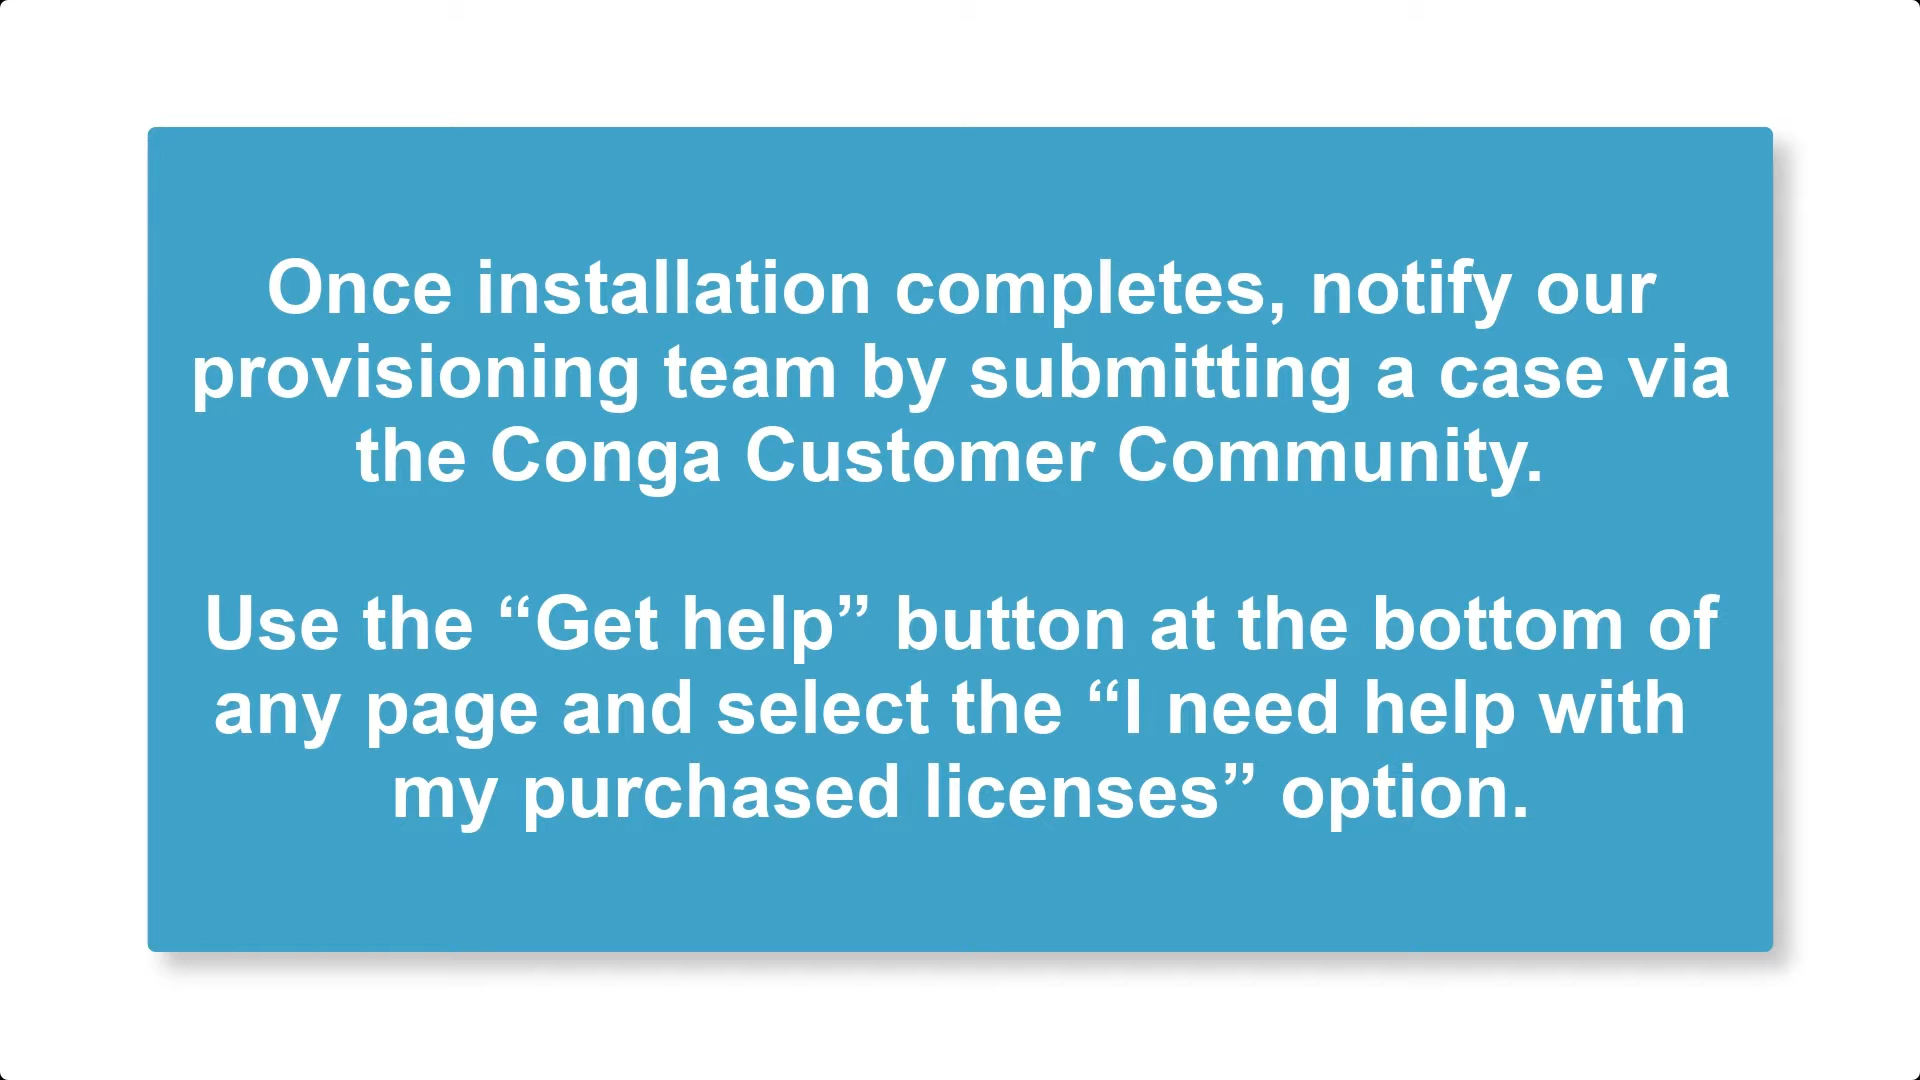 Once installation completes, notify our
provisioning team by submitting a case via
the Conga Customer Community.
Use the “Get help” button at the bottom of
any page and select the “I need help with
my purchased licenses” option.